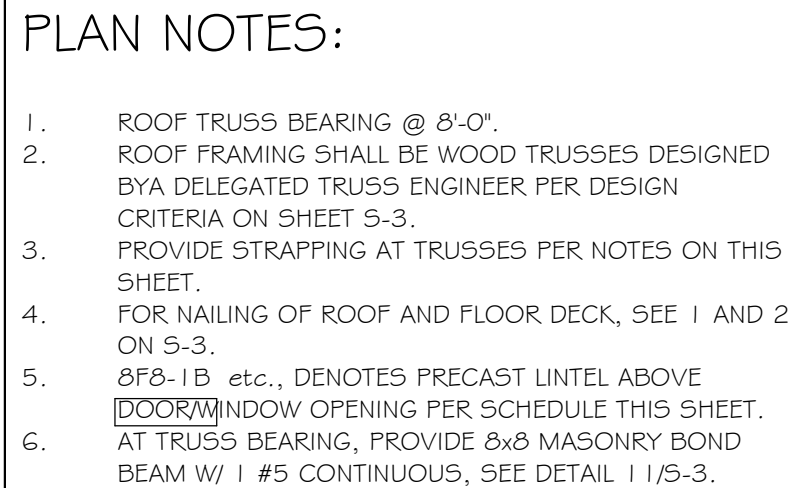 PLAN NOTES:
1. ROOF TRUSS BEARING @ 8'-0".
2. ROOF FRAMING SHALL BE WOOD TRUSSES DESIGNED
BYA DELEGATED TRUSS ENGINEER PER DESIGN
CRITERIA ON SHEET S-3.
3. PROVIDE STRAPPING AT TRUSSES PER NOTES ON THIS
SHEET.
4. FOR NAILING OF ROOF AND FLOOR DECK, SEE 1 AND 2
ON S-3.
5. 8F8-1B etc., DENOTES PRECAST LINTEL ABOVE
DOOR/WINDOW OPENING PER SCHEDULE THIS SHEET.
6. AT TRUSS BEARING, PROVIDE 8x8 MASONRY BOND
BEAM W/ 1 #5 CONTINUOUS, SEE DETAIL 11/S-3.